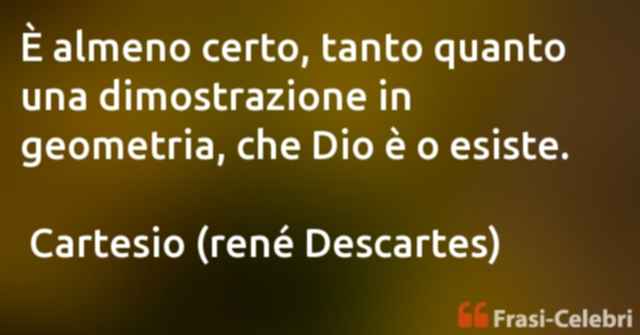 È almeno certo, tanto quanto
una dimostrazione in
geometria, che Dio è o esiste.
Cartesio (rené Descartes)
Frasi-Celebri